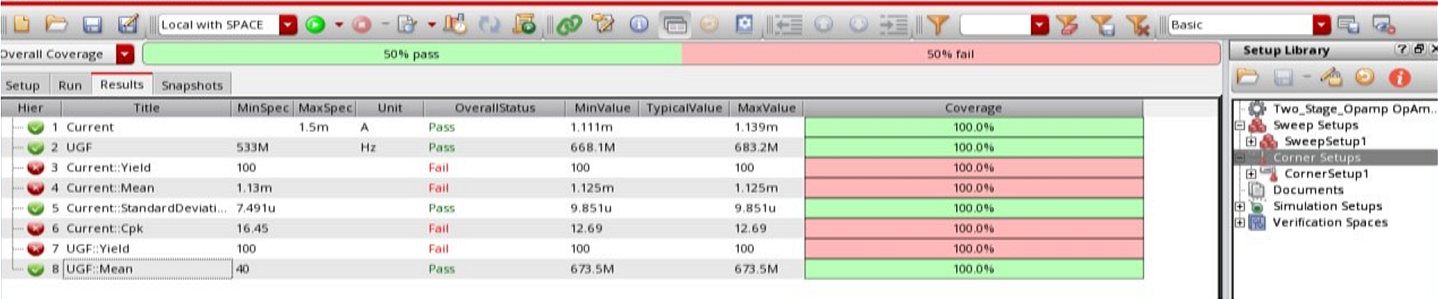 Local with SPACE Basic
Overall Coverage 50% pass 50% fail
Setup Run Results Snapshots
Hier Title MinSpec MaxSpec Unit OverallStatus MinValue TypicalValue MaxValue Coverage
1 Current 1.5m A Pass 1.111m 1.139m 100.0%
2 UGF 533M Hz Pass 668.1M 683.2M 100.0%
3 Current::Yield 100 Fail 100 100 100.0%
4 Current::Mean 1.13m Fail 1.125m 1.125m 100.0%
5 Current::StandardDeviati... 7.491u Pass 9.851u 9.851u 100.0%
6 Current::Cpk 16.45 Fail 12.69 12.69 100.0%
7 UGF::Yield 100 Fail 100 100 100.0%
8 UGF::Mean 40 Pass 673.5M 673.5M 100.0%
Setup Library
Two_Stage_Opamp OpAm...
Sweep Setups
SweepSetup1
Corner Setups
CornerSetup1
Documents
Simulation Setups
Verification Spaces